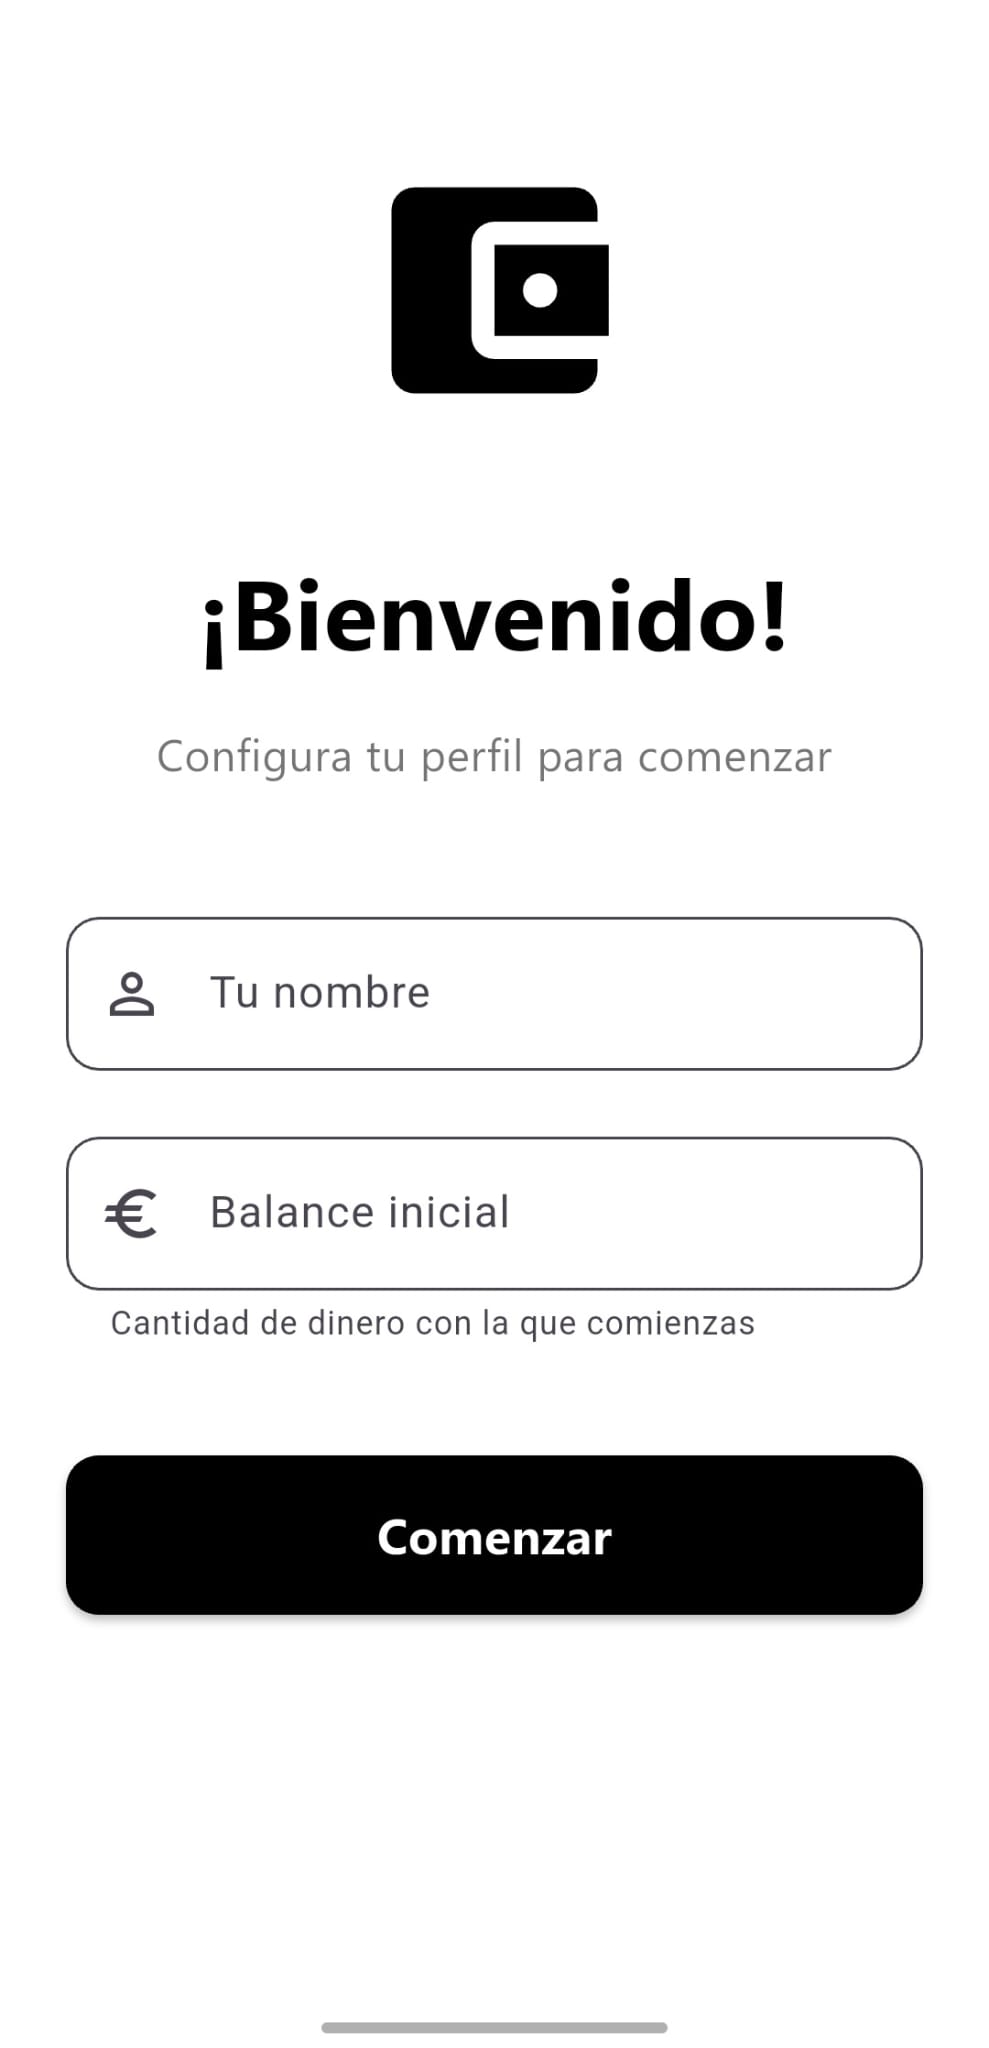 ¡Bienvenido!
Configura tu perfil para comenzar
Tu nombre
€ Balance inicial
Cantidad de dinero con la que comienzas
Comenzar